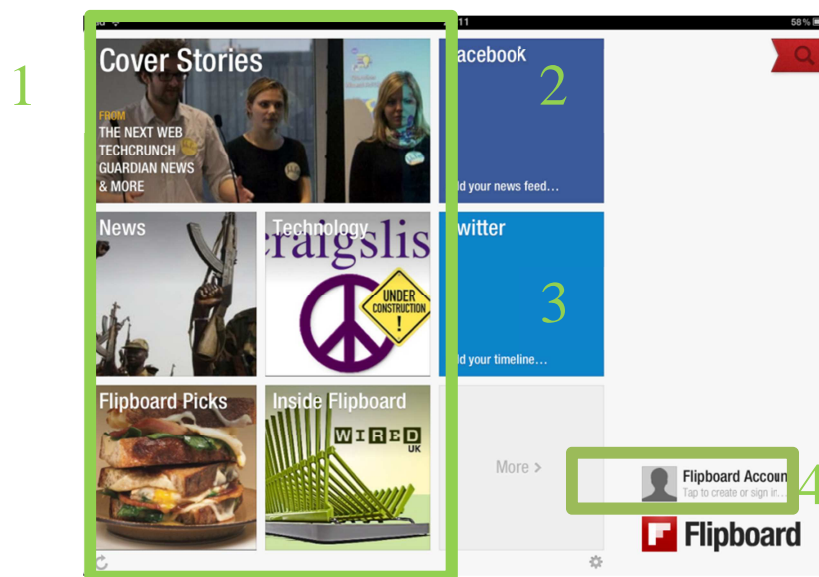 11
58%
1
Cover Stories
FROM
THE NEXT WEB
TECHCRUNCH
GUARDIAN NEWS
& MORE
acebook
2
d your news feed...
News
Technology
craigslis
UNDER
CONSTRUCTION
!
witter
3
d your timeline...
Flipboard Picks
Inside Flipboard
WIRED
UK
More >
Flipboard Accoun
Tap to create or sign in...
4
Flipboard